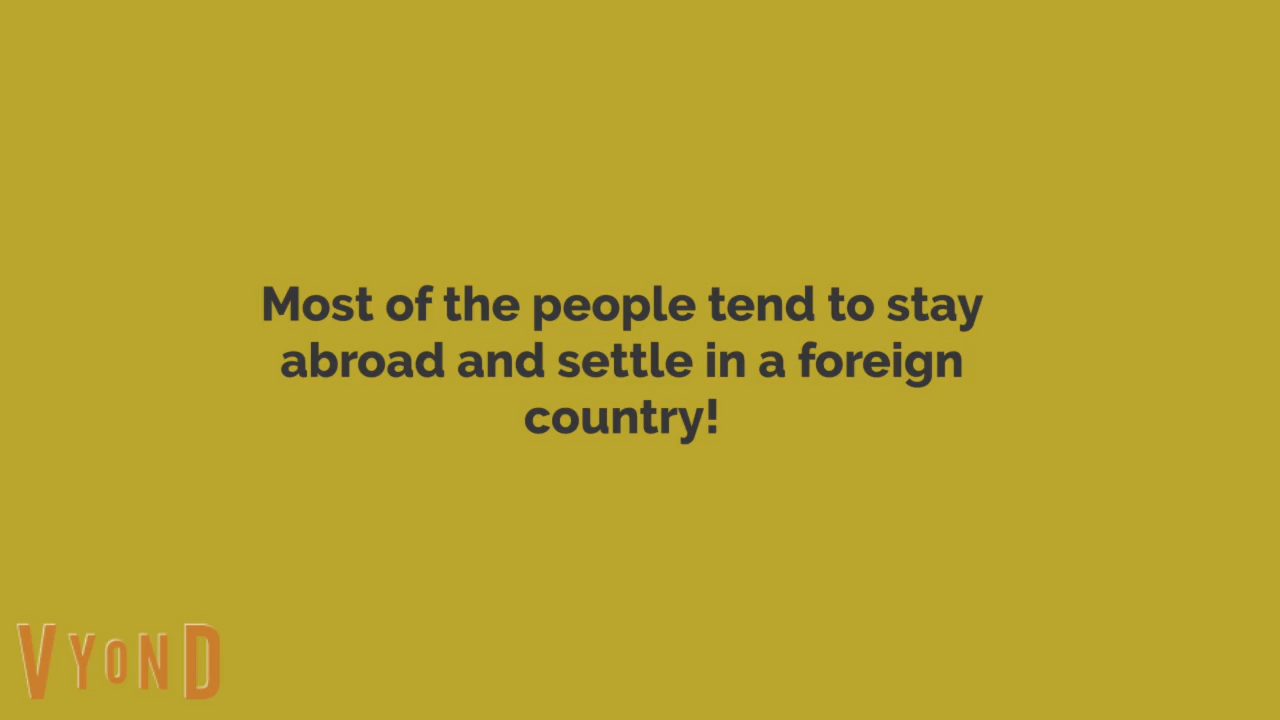 Most of the people tend to stay
abroad and settle in a foreign
country!
VYOND